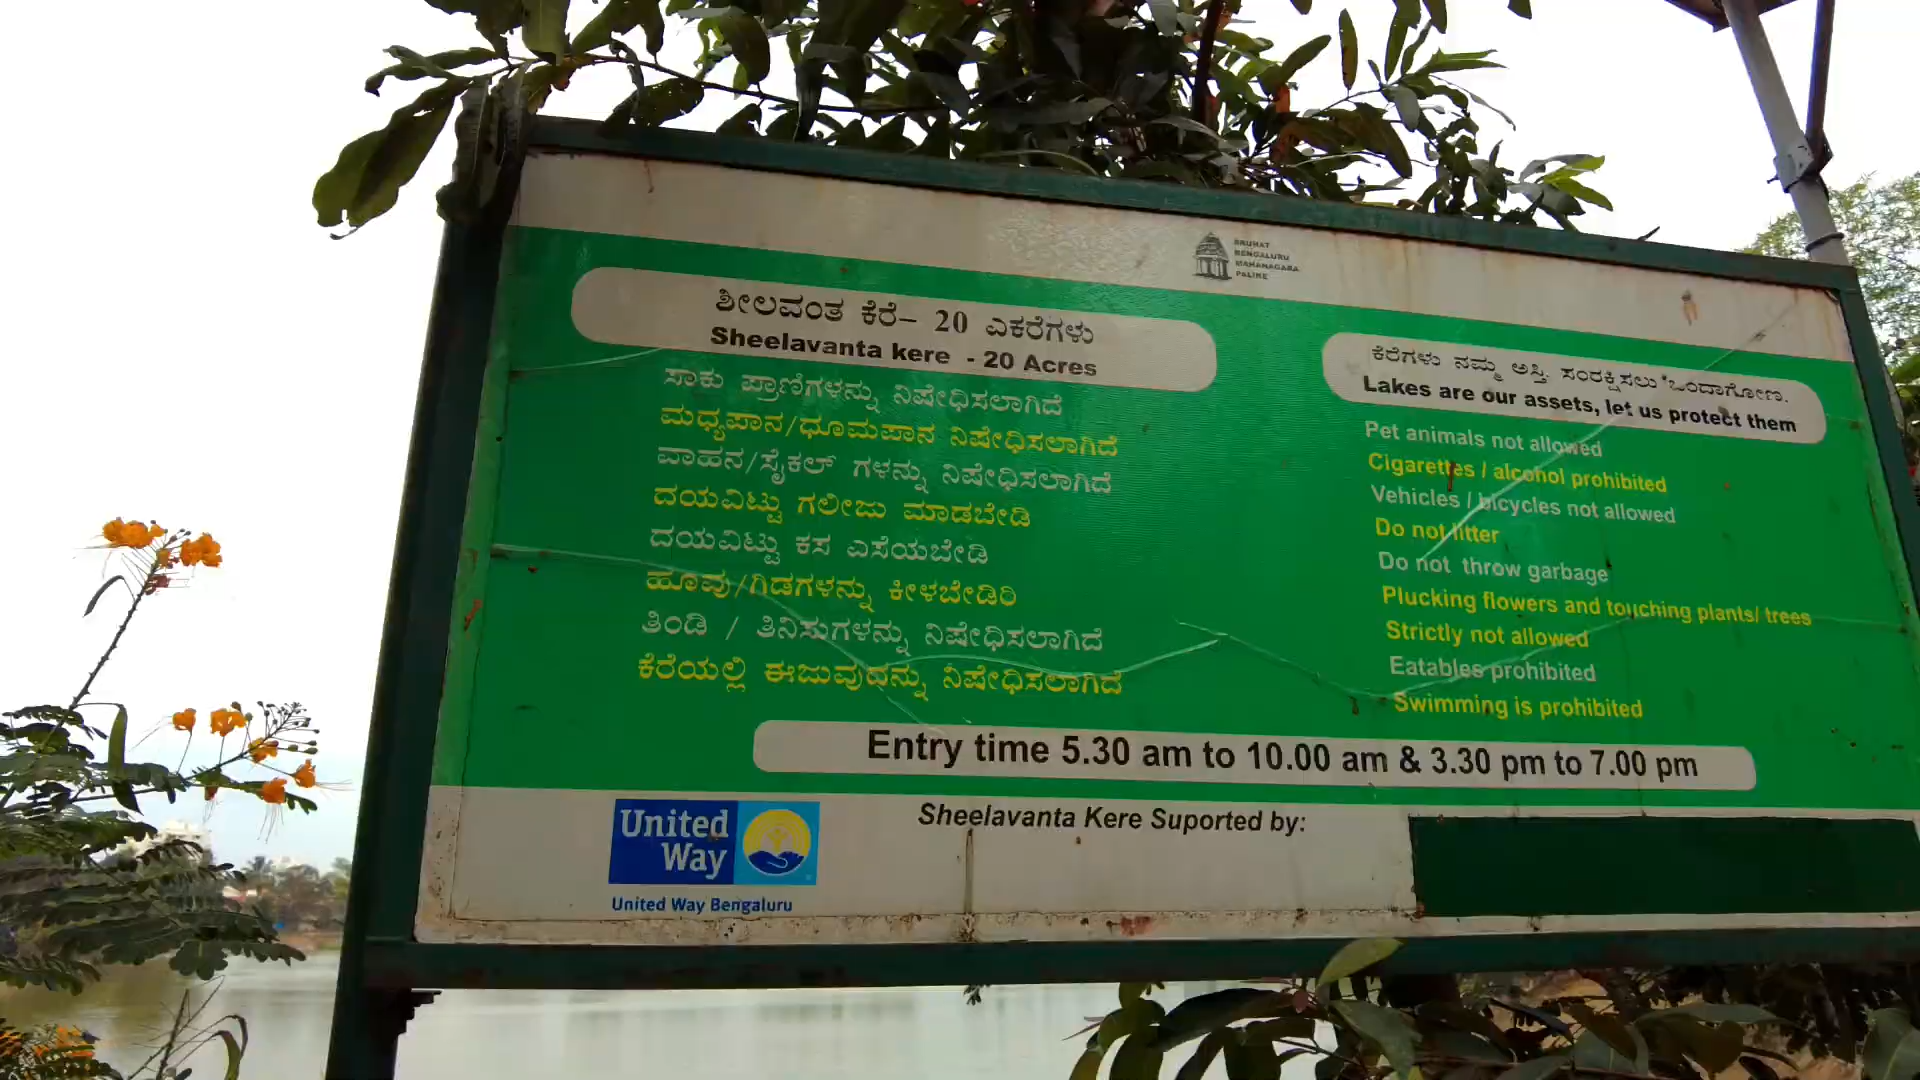 BRUHAT
BENGALURU
MAHANAGARA
PALIKE
ಶೀಲವಂತ ಕೆರೆ– 20 ಎಕರೆಗಳು
Sheelavanta kere - 20 Acres
ಸಾಕು ಪ್ರಾಣಿಗಳನ್ನು ನಿಷೇಧಿಸಲಾಗಿದೆ
ಮಧ್ಯಪಾನ/ಧೂಮಪಾನ ನಿಷೇಧಿಸಲಾಗಿದೆ
ವಾಹನ/ಸೈಕಲ್ ಗಳನ್ನು ನಿಷೇಧಿಸಲಾಗಿದೆ
ದಯವಿಟ್ಟು ಗಲೀಜು ಮಾಡಬೇಡಿ
ದಯವಿಟ್ಟು ಕಸ ಎಸೆಯಬೇಡಿ
ಹೂವು/ಗಿಡಗಳನ್ನು ಕೀಳಬೇಡಿರಿ
ತಿಂಡಿ / ತಿನಿಸುಗಳನ್ನು ನಿಷೇಧಿಸಲಾಗಿದೆ
ಕೆರೆಯಲ್ಲಿ ಈಜುವುದನ್ನು ನಿಷೇಧಿಸಲಾಗಿದೆ
ಕೆರೆಗಳು ನಮ್ಮ ಅಸ್ತಿ. ಸಂರಕ್ಷಿಸಲು ಒಂದಾಗೋಣ.
Lakes are our assets, let us protect them
Pet animals not allowed
Cigarettes / alcohol prohibited
Vehicles / bicycles not allowed
Do not litter
Do not throw garbage
Plucking flowers and touching plants/ trees
Strictly not allowed
Eatables prohibited
Swimming is prohibited
Entry time 5.30 am to 10.00 am & 3.30 pm to 7.00 pm
United
Way
United Way Bengaluru
Sheelavanta Kere Suported by: